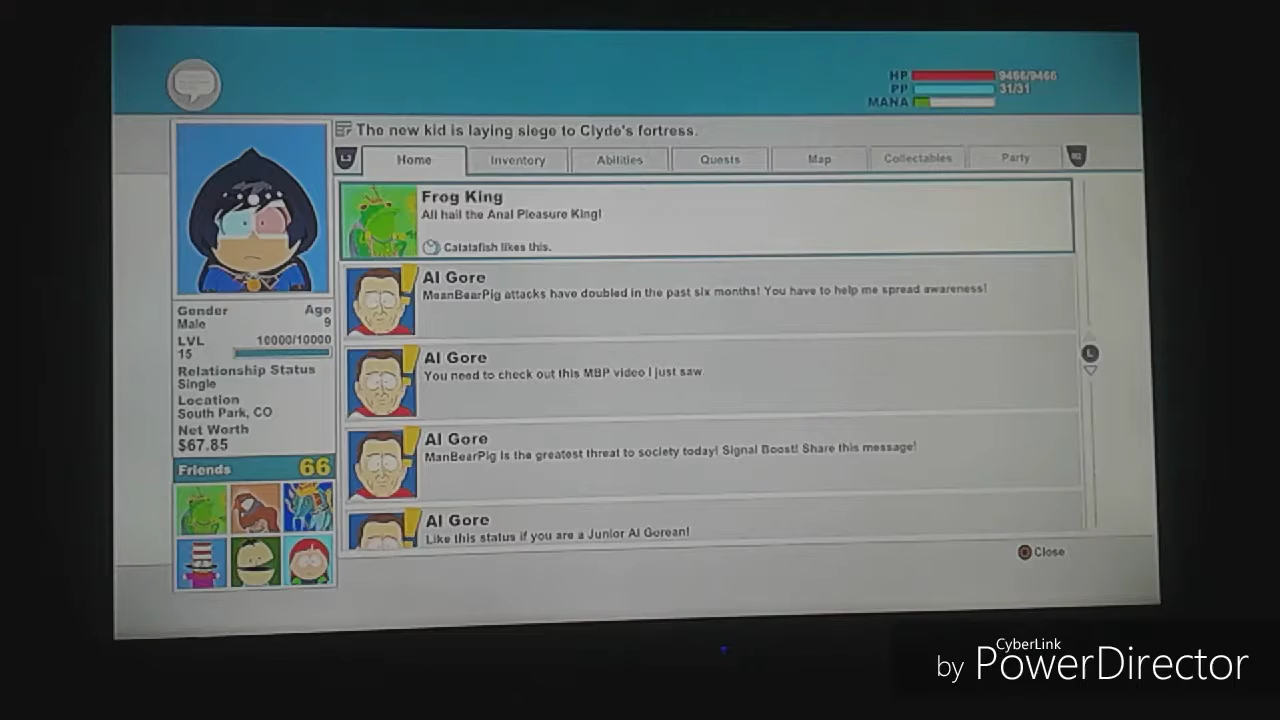 HP 9466/9466
PP 31/31
MANA
The new kid is laying siege to Clyde's fortress.
Home Inventory Abilities Quests Map Collectables Party
Frog King
All hail the Anal Pleasure King!
Catatafish likes this.
Al Gore
ManBearPig attacks have doubled in the past six months! You have to help me spread awareness!
Al Gore
You need to check out this MBP video I just saw
Al Gore
ManBearPig is the greatest threat to society today! Signal Boost! Share this message!
Al Gore
Like this status if you are a Junior Al Gorean!
Gender Age
Male 9
LVL 10000/10000
15
Relationship Status
Single
Location
South Park, CO
Net Worth
$67.85
Friends 66
L
Close
CyberLink
by PowerDirector